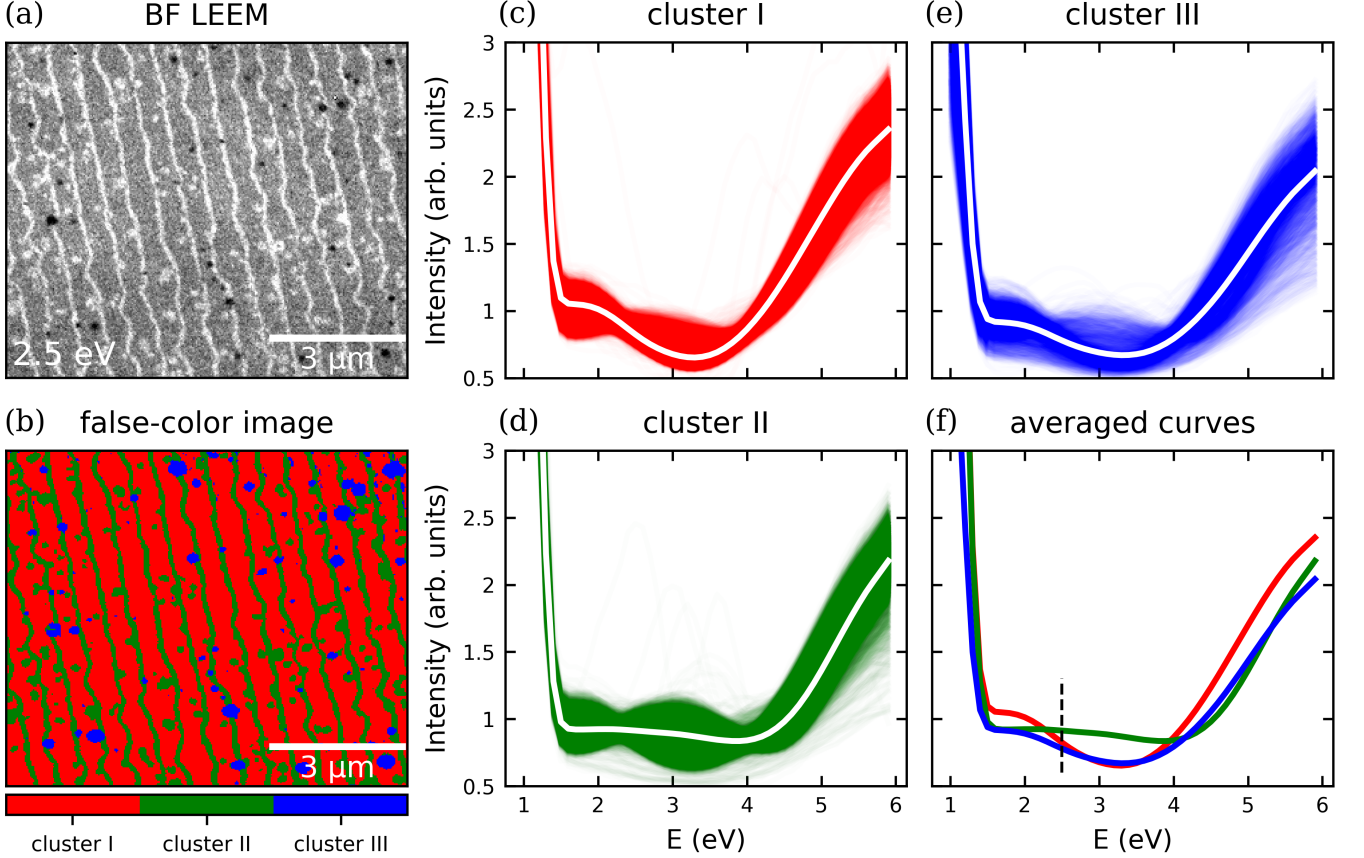 (a) BF LEEM
2.5 eV
3 μm
(b) false-color image
3 μm
cluster I cluster II cluster III
(c) cluster I
Intensity (arb. units)
3
2.5
2
1.5
1
0.5
(d) cluster II
Intensity (arb. units)
3
2.5
2
1.5
1
0.5
1 2 3 4 5 6
E (eV)
(e) cluster III
(f) averaged curves
1 2 3 4 5 6
E (eV)